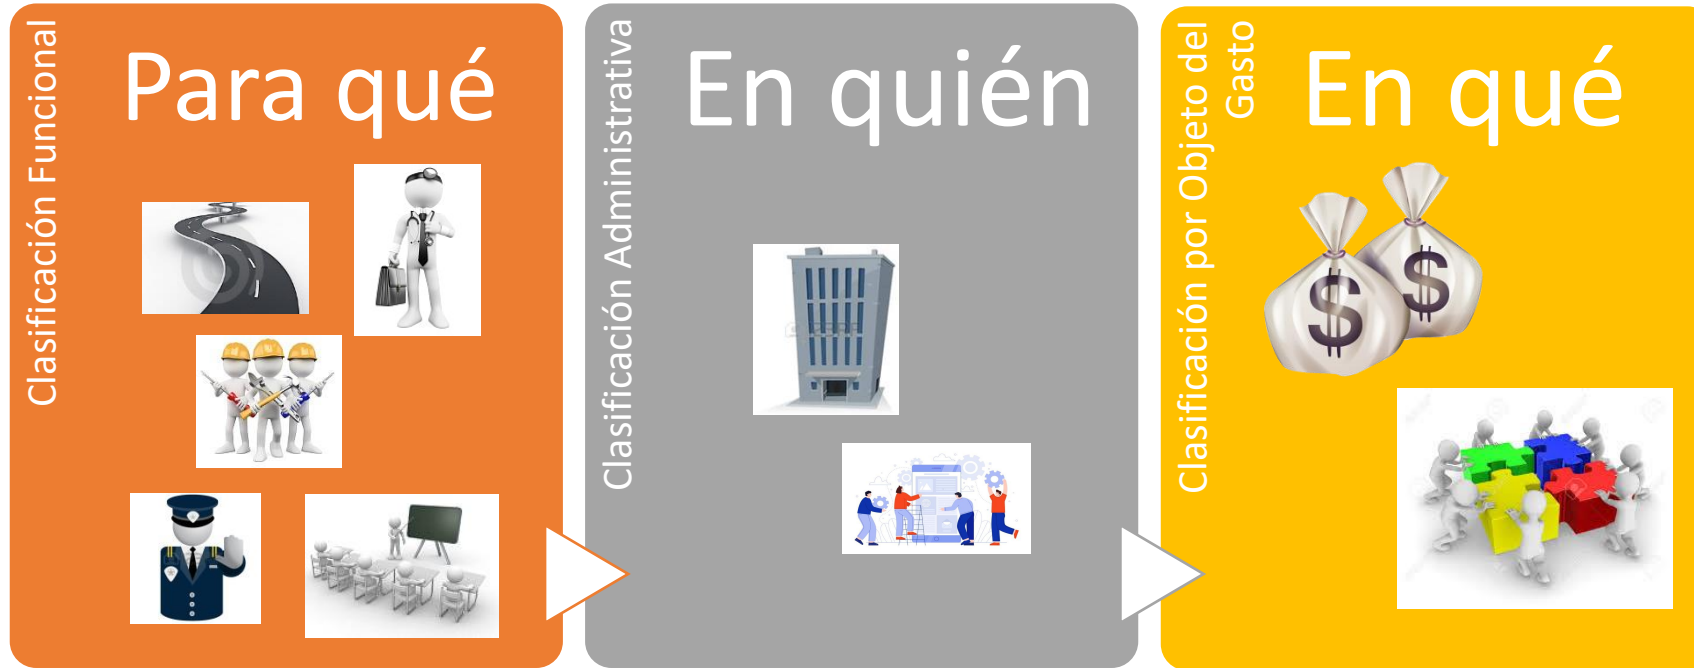 Clasificación Funcional
Para qué
Clasificación Administrativa
En quién
Clasificación por Objeto del
Gasto
En qué
$
$